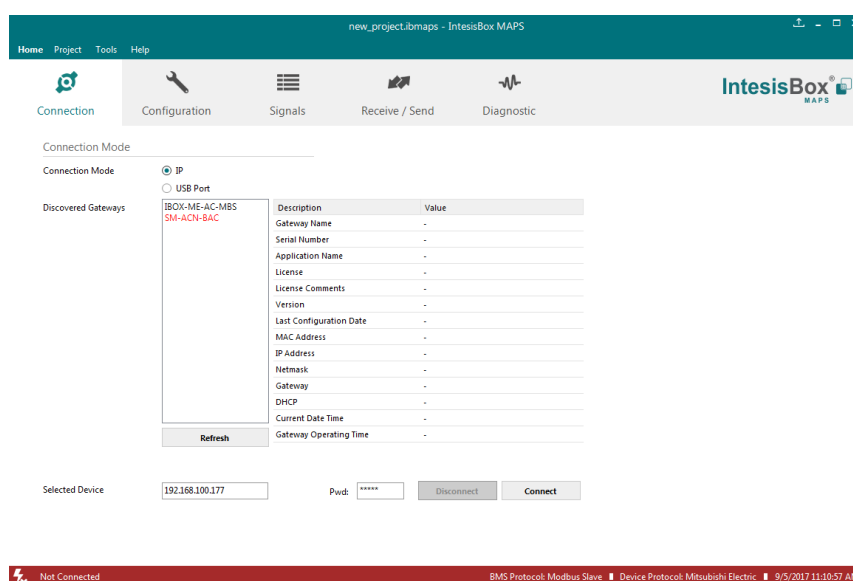 new_project.ibmaps - IntesisBox MAPS
Home Project Tools Help
Connection Configuration Signals Receive / Send Diagnostic
IntesisBox®
MAPS
Connection Mode
Connection Mode IP
USB Port
Discovered Gateways IBOX-ME-AC-MBS
SM-ACN-BAC
Description Value
Gateway Name -
Serial Number -
Application Name -
License -
License Comments -
Version -
Last Configuration Date -
MAC Address -
IP Address -
Netmask -
Gateway -
DHCP -
Current Date Time -
Gateway Operating Time -
Refresh
Selected Device 192.168.100.177 Pwd: ***** Disconnect Connect
Not Connected BMS Protocol: Modbus Slave Device Protocol: Mitsubishi Electric 9/5/2017 11:10:57 A